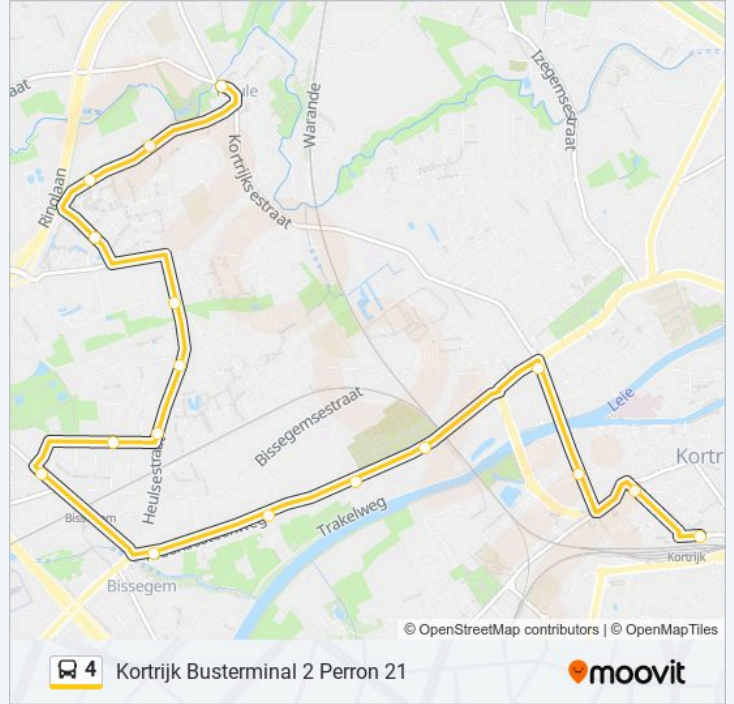 Izegemsestraat
aat
Warande
Kortrijksestraat
Ringlaan
Leie
Bissegemsestraat
Kortr
Heulsestraat
Trakelweg
Kortrijk
Bissegem
© OpenStreetMap contributors | © OpenMapTiles
4 Kortrijk Busterminal 2 Perron 21
moovit